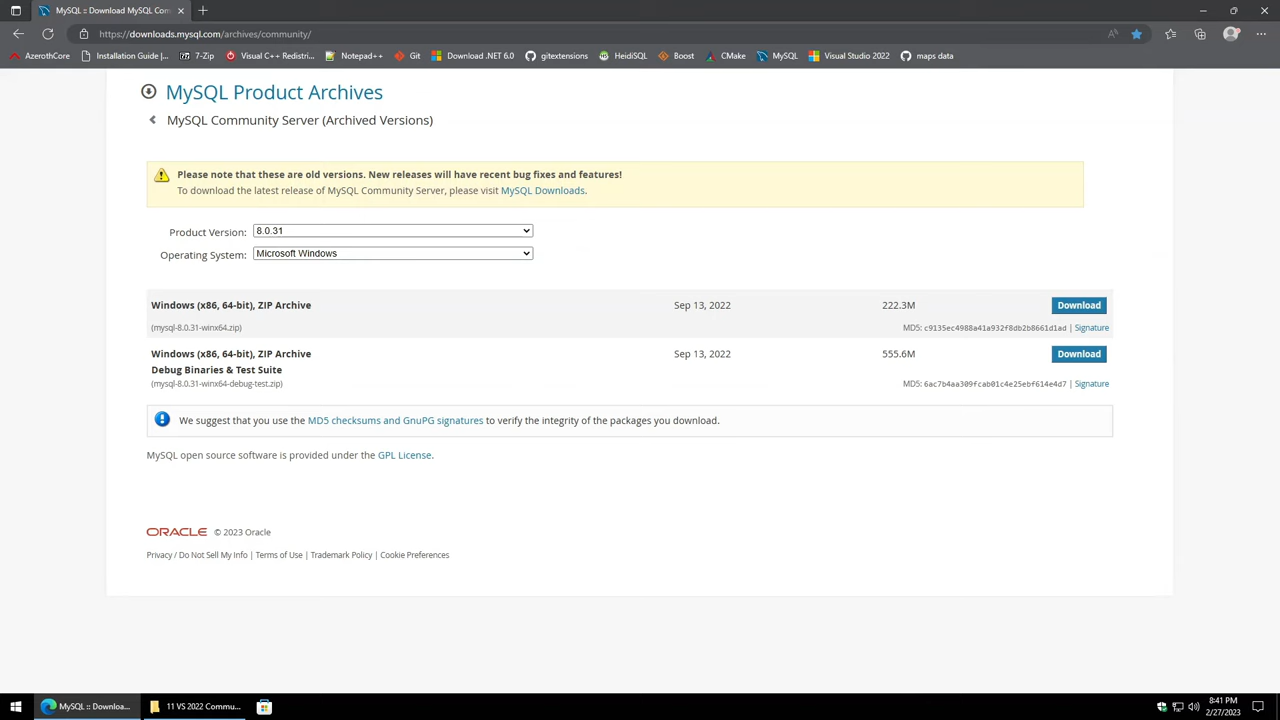 MySQL :: Download MySQL Com
https://downloads.mysql.com/archives/community/
AzerothCore
Installation Guide |...
7-Zip
Visual C++ Redistri...
Notepad++
Git
Download .NET 6.0
gitextensions
HeidiSQL
Boost
CMake
MySQL
Visual Studio 2022
maps data
MySQL Product Archives
MySQL Community Server (Archived Versions)
Please note that these are old versions. New releases will have recent bug fixes and features!
To download the latest release of MySQL Community Server, please visit MySQL Downloads.
Product Version: 8.0.31
Operating System: Microsoft Windows
Windows (x86, 64-bit), ZIP Archive Sep 13, 2022 222.3M Download
(mysql-8.0.31-winx64.zip) MD5: c9135ec4988a41a932f8db2b8661d1ad | Signature
Windows (x86, 64-bit), ZIP Archive Sep 13, 2022 555.6M Download
Debug Binaries & Test Suite
(mysql-8.0.31-winx64-debug-test.zip) MD5: 6ac7b4aa309fcab01c4e25ebf614e4d7 | Signature
We suggest that you use the MD5 checksums and GnuPG signatures to verify the integrity of the packages you download.
MySQL open source software is provided under the GPL License.
ORACLE © 2023 Oracle
Privacy / Do Not Sell My Info | Terms of Use | Trademark Policy | Cookie Preferences
MySQL :: Downloa...
11 VS 2022 Commu...
8:41 PM
2/27/2023